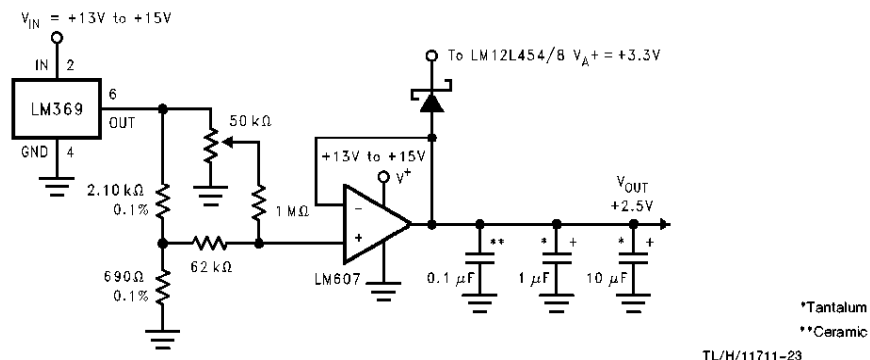 V_IN = +13V to +15V
IN 2
LM369
6
OUT
GND 4
50 kΩ
2.10 kΩ
0.1%
1 MΩ
62 kΩ
690Ω
0.1%
To LM12L454/8 V_A+ = +3.3V
+13V to +15V
V+
−
+
LM607
V_OUT
+2.5V
**
0.1 μF
* +
1 μF
* +
10 μF
*Tantalum
**Ceramic
TL/H/11711–23